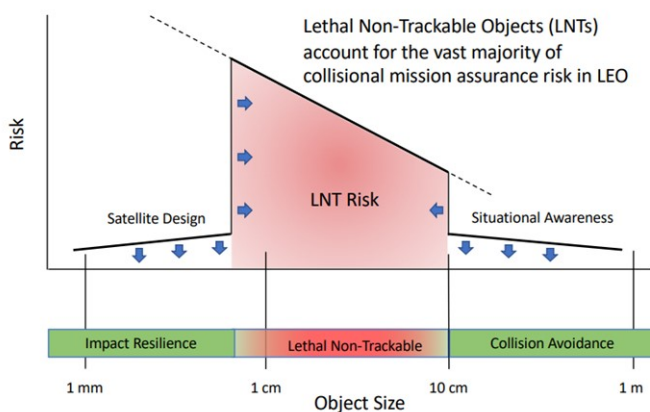 Lethal Non-Trackable Objects (LNTs)
account for the vast majority of
collisional mission assurance risk in LEO
Risk
LNT Risk
Satellite Design
Situational Awareness
Impact Resilience
Lethal Non-Trackable
Collision Avoidance
1 mm
1 cm
10 cm
1 m
Object Size